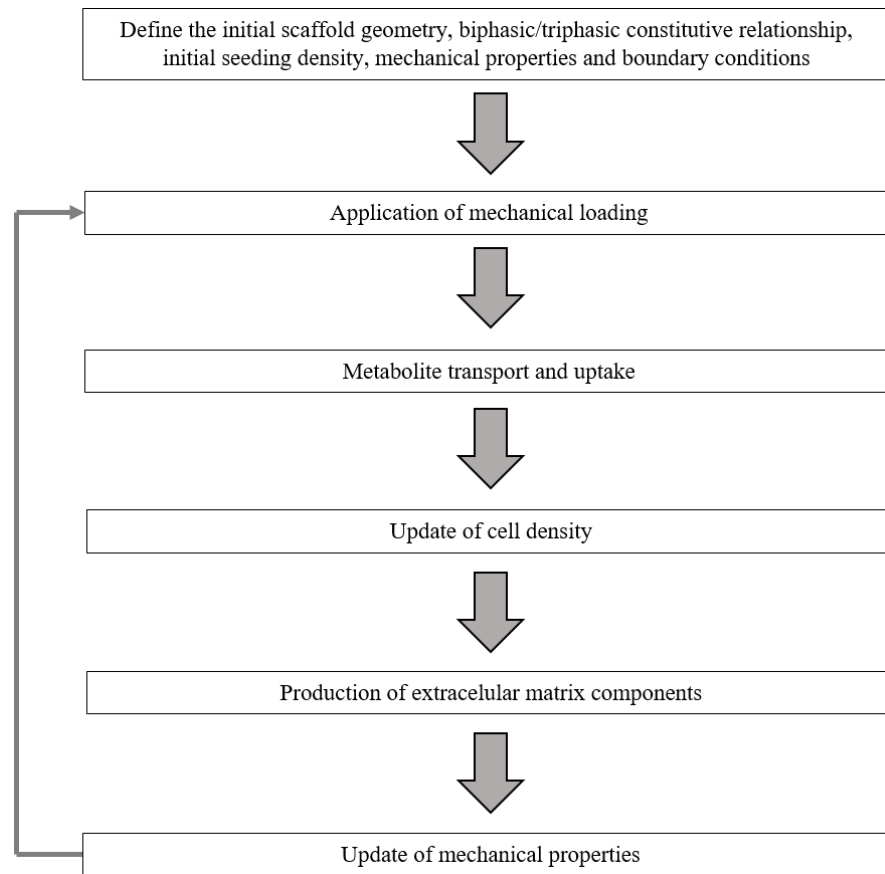 Define the initial scaffold geometry, biphasic/triphasic constitutive relationship,
initial seeding density, mechanical properties and boundary conditions
Application of mechanical loading
Metabolite transport and uptake
Update of cell density
Production of extracelular matrix components
Update of mechanical properties